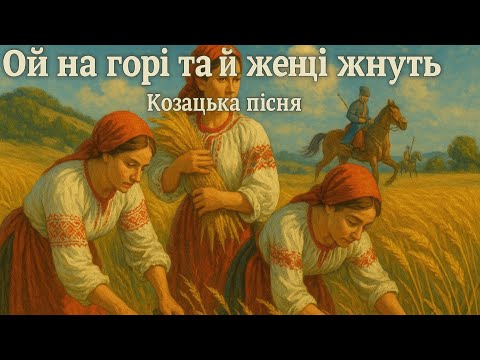 Ой на горі та й женці жнуть
Козацька пісня